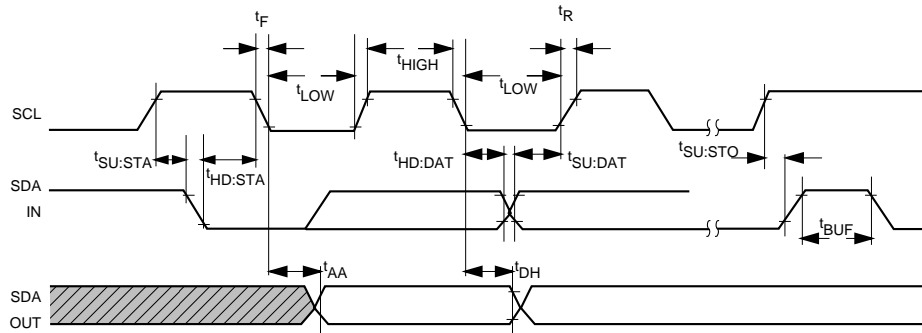 tF
tR
tHIGH
tLOW
tLOW
SCL
tSU:STA
tHD:STA
tHD:DAT
tSU:DAT
tSU:STO
SDA
IN
tBUF
tAA
tDH
SDA
OUT